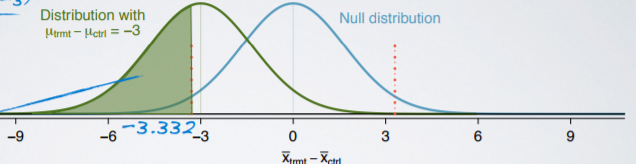 Distribution with
μtrmt – μctrl = –3
Null distribution
-3.332
–9 –6 –3 0 3 6 9
x̅trmt – x̅ctrl